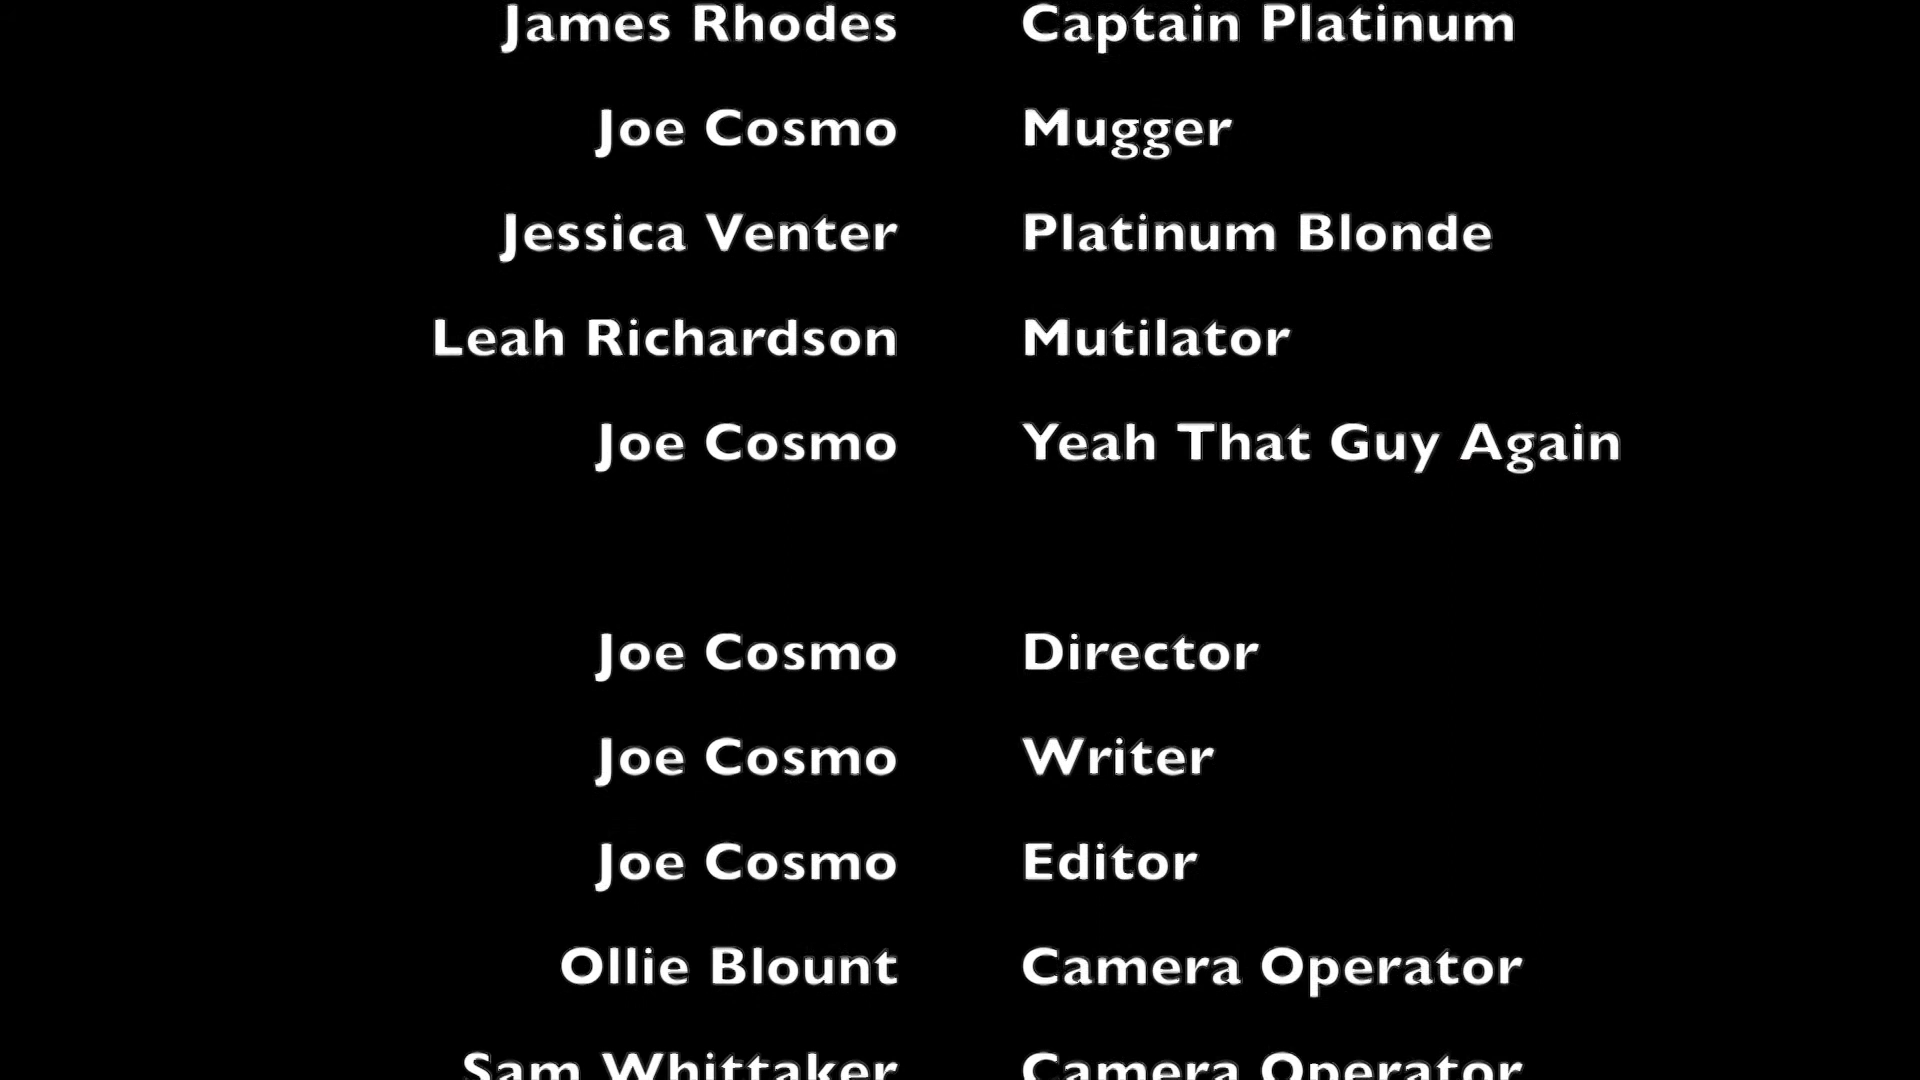 James Rhodes Captain Platinum
Joe Cosmo Mugger
Jessica Venter Platinum Blonde
Leah Richardson Mutilator
Joe Cosmo Yeah That Guy Again
Joe Cosmo Director
Joe Cosmo Writer
Joe Cosmo Editor
Ollie Blount Camera Operator
Sam Whittaker Camera Operator